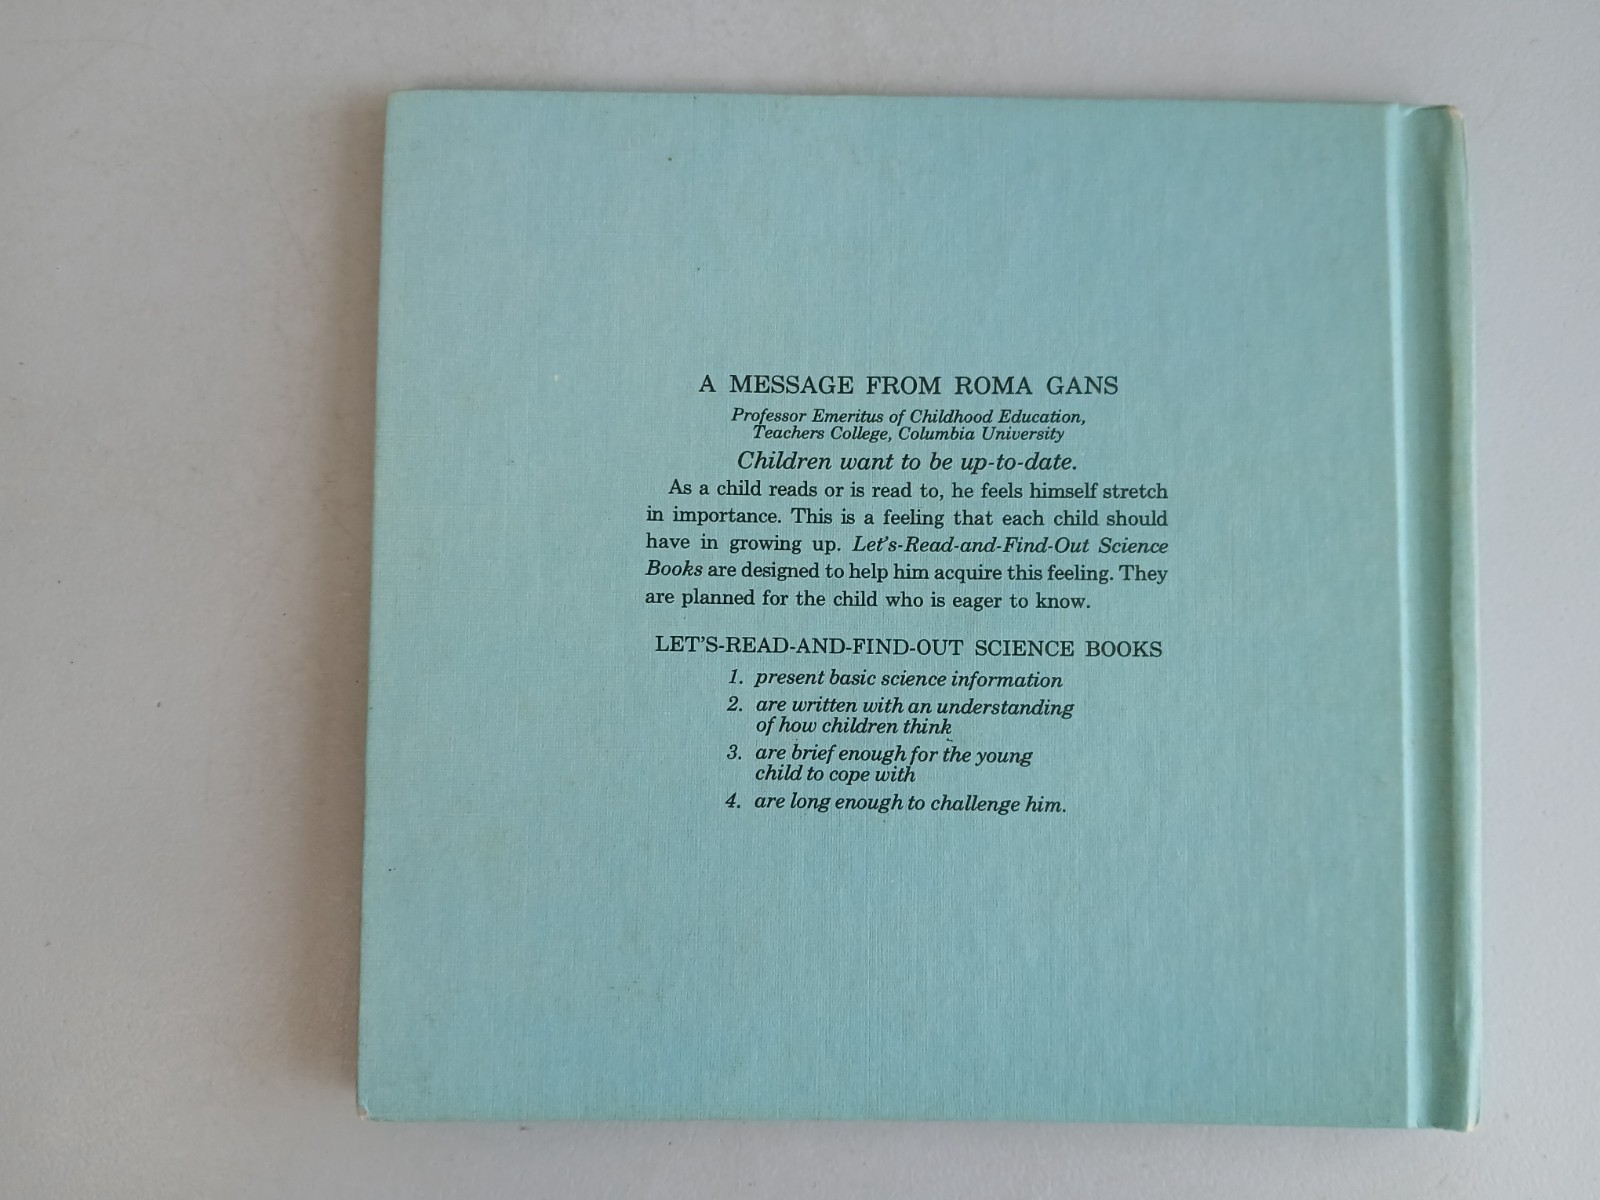 A MESSAGE FROM ROMA GANS
Professor Emeritus of Childhood Education,
Teachers College, Columbia University
Children want to be up-to-date.
As a child reads or is read to, he feels himself stretch
in importance. This is a feeling that each child should
have in growing up. Let's-Read-and-Find-Out Science
Books are designed to help him acquire this feeling. They
are planned for the child who is eager to know.
LET'S-READ-AND-FIND-OUT SCIENCE BOOKS
1. present basic science information
2. are written with an understanding
of how children think
3. are brief enough for the young
child to cope with
4. are long enough to challenge him.